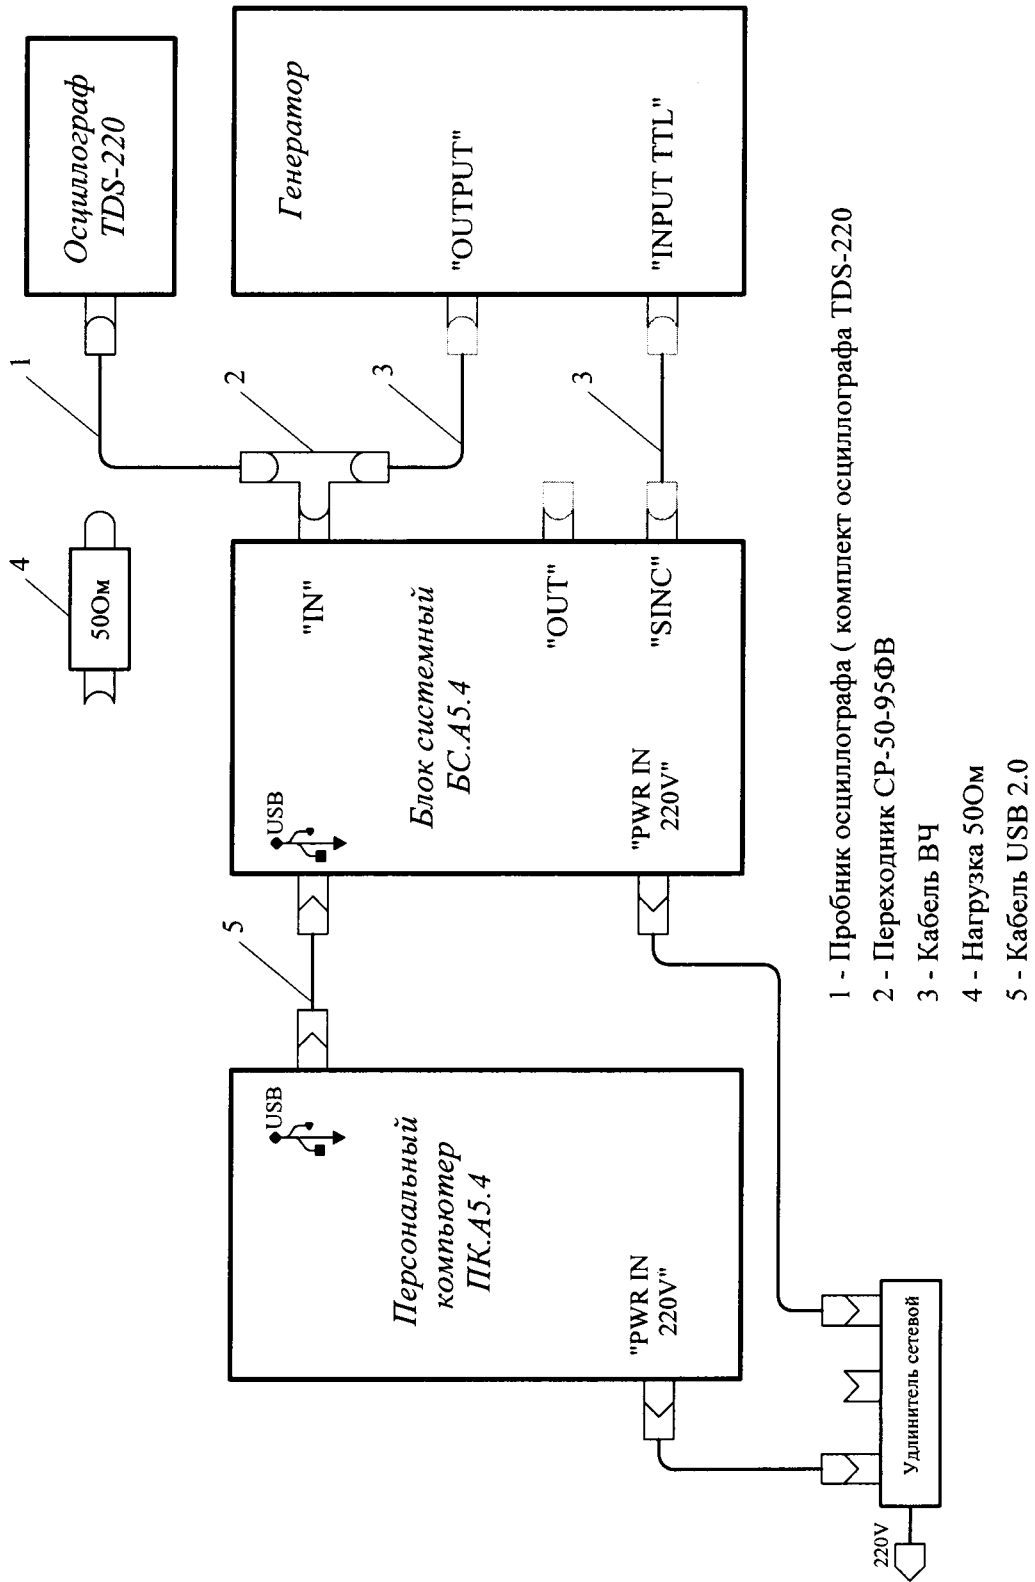 Осциллограф
TDS-220
Генератор
"OUTPUT"
"INPUT TTL"
1
2
3
3
4
50Ом
"IN"
"OUT"
"SINC"
Блок системный
БС.А5.4
USB
"PWR IN
220V"
5
USB
Персональный
компьютер
ПК.А5.4
"PWR IN
220V"
Удлинитель сетевой
220V
1 - Пробник осциллографа ( комплект осциллографа TDS-220
2 - Переходник СР-50-95ФВ
3 - Кабель ВЧ
4 - Нагрузка 50Ом
5 - Кабель USB 2.0